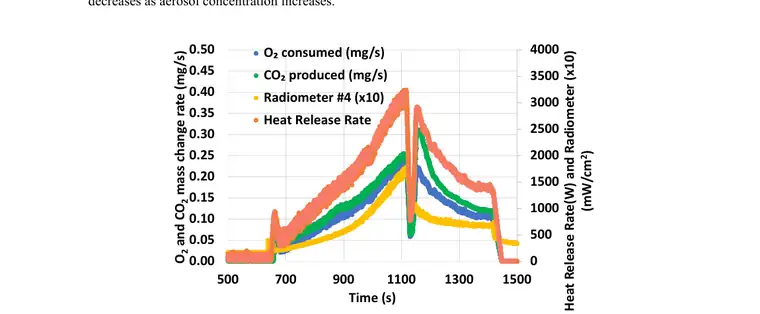 decreases as aerosol concentration increases.
O₂ and CO₂ mass change rate (mg/s)
0.50
0.45
0.40
0.35
0.30
0.25
0.20
0.15
0.10
0.05
0.00
O₂ consumed (mg/s)
CO₂ produced (mg/s)
Radiometer #4 (x10)
Heat Release Rate
4000
3500
3000
2500
2000
1500
1000
500
0
Heat Release Rate(W) and Radiometer (x10)
(mW/cm²)
500 700 900 1100 1300 1500
Time (s)